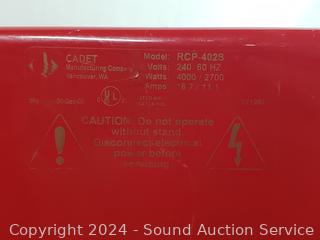 CADET
Manufacturing Company
Vancouver, WA
Model: RCP-402S
Volts: 240 60 HZ
Watts: 4000 / 2700
Amps 16.7 / 11.1
UL
CAUTION: Do not operate
without stand.
Disconnect electrical
power before
servicing.
Copyright © 2024 - Sound Auction Service